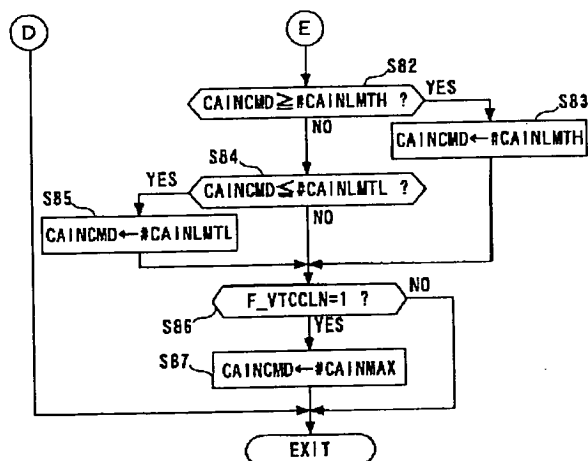 D
E
S82
CAINCMD≧#CAINLMTH ?
YES
S83
NO
CAINCMD←#CAINLMTH
S84
YES
CAINCMD≦#CAINLMTL ?
S85
NO
CAINCMD←#CAINLMTL
F_VTCCLN=1 ?
NO
S86
YES
S87
CAINCMD←#CAINMAX
EXIT